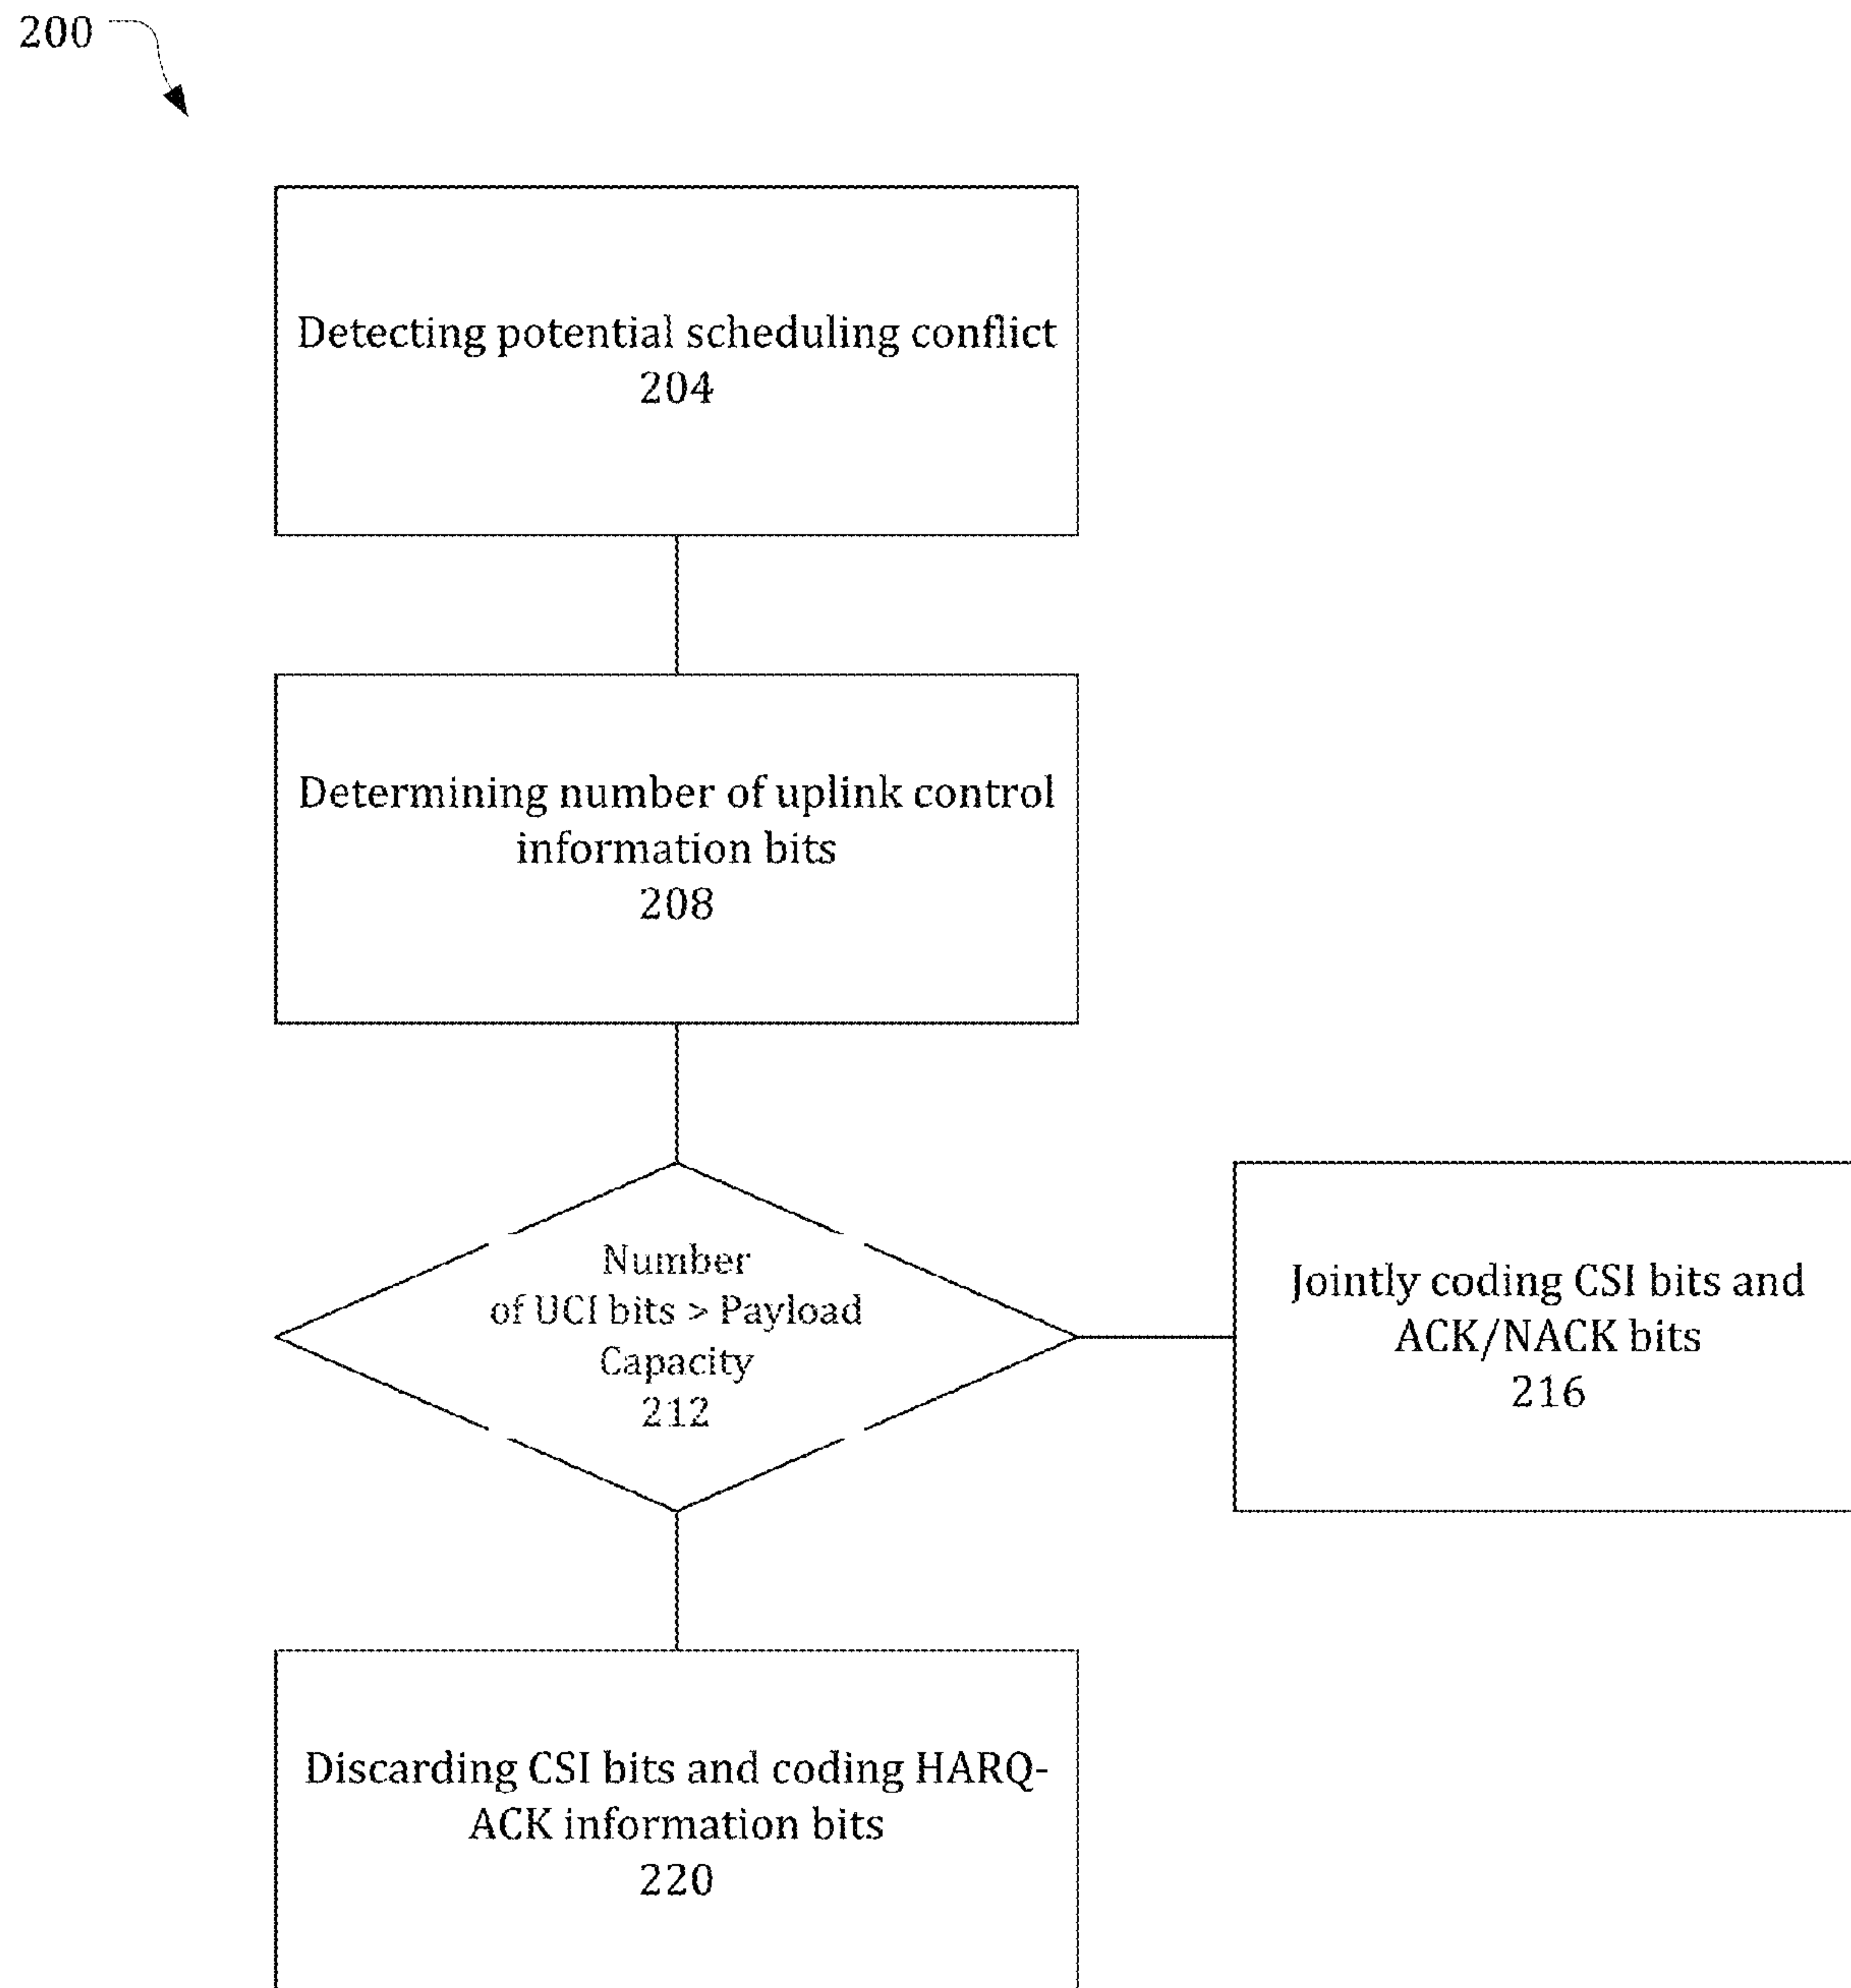 200
Detecting potential scheduling conflict
204
Determining number of uplink control
information bits
208
Number
of UCI bits > Payload
Capacity
212
Jointly coding CSI bits and
ACK/NACK bits
216
Discarding CSI bits and coding HARQ-
ACK information bits
220